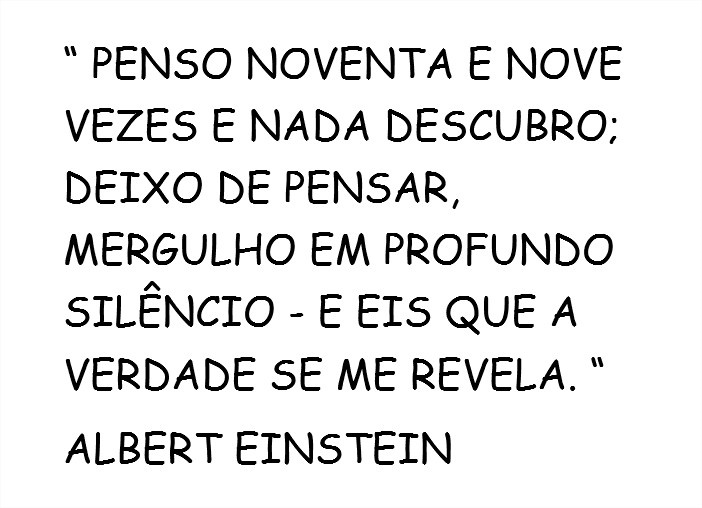 “ PENSO NOVENTA E NOVE
VEZES E NADA DESCUBRO;
DEIXO DE PENSAR,
MERGULHO EM PROFUNDO
SILÊNCIO - E EIS QUE A
VERDADE SE ME REVELA. “
ALBERT EINSTEIN